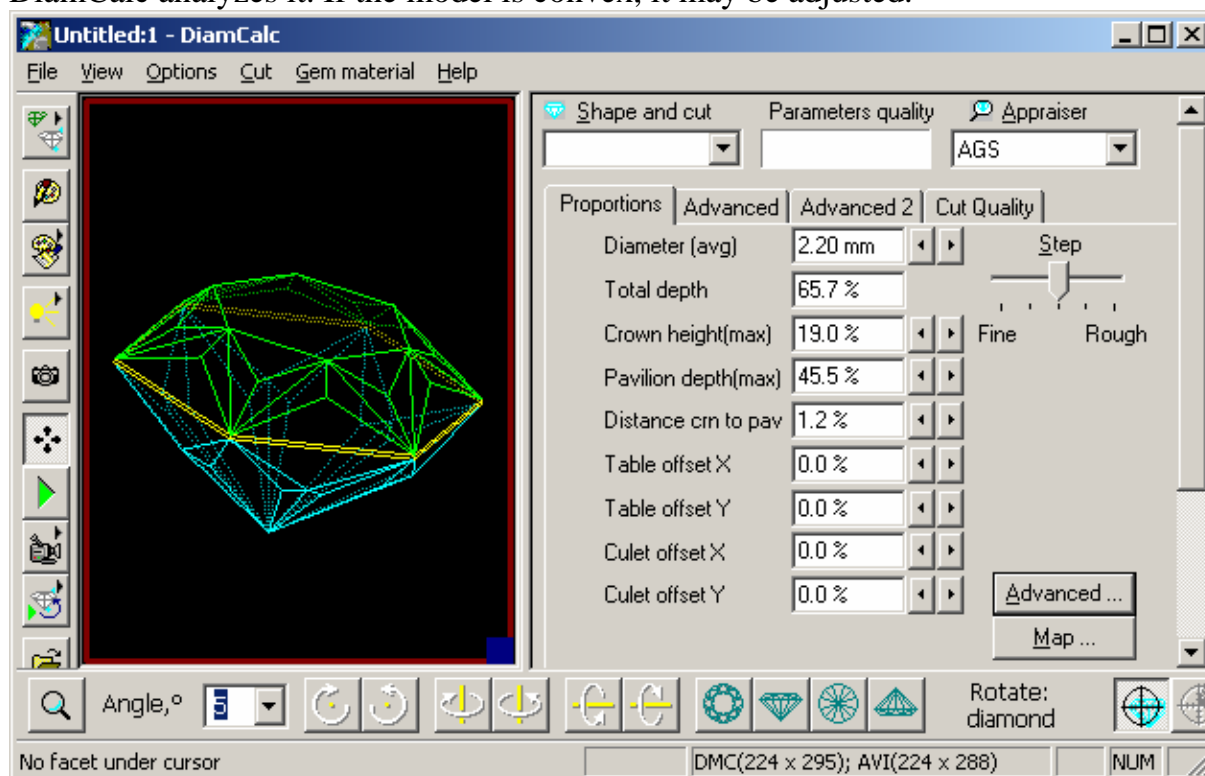 DiamCalc analyzes it. If the model is convex, it may be adjusted.
Untitled:1 - DiamCalc
File View Options Cut Gem material Help
Shape and cut Parameters quality Appraiser
AGS
Proportions Advanced Advanced 2 Cut Quality
Diameter (avg) 2.20 mm Step
Total depth 65.7 %
Crown height(max) 19.0 % Fine Rough
Pavilion depth(max) 45.5 %
Distance crn to pav 1.2 %
Table offset X 0.0 %
Table offset Y 0.0 %
Culet offset X 0.0 %
Culet offset Y 0.0 % Advanced ...
Map ...
Angle,º 5 Rotate:
diamond
No facet under cursor DMC(224 x 295); AVI(224 x 288) NUM